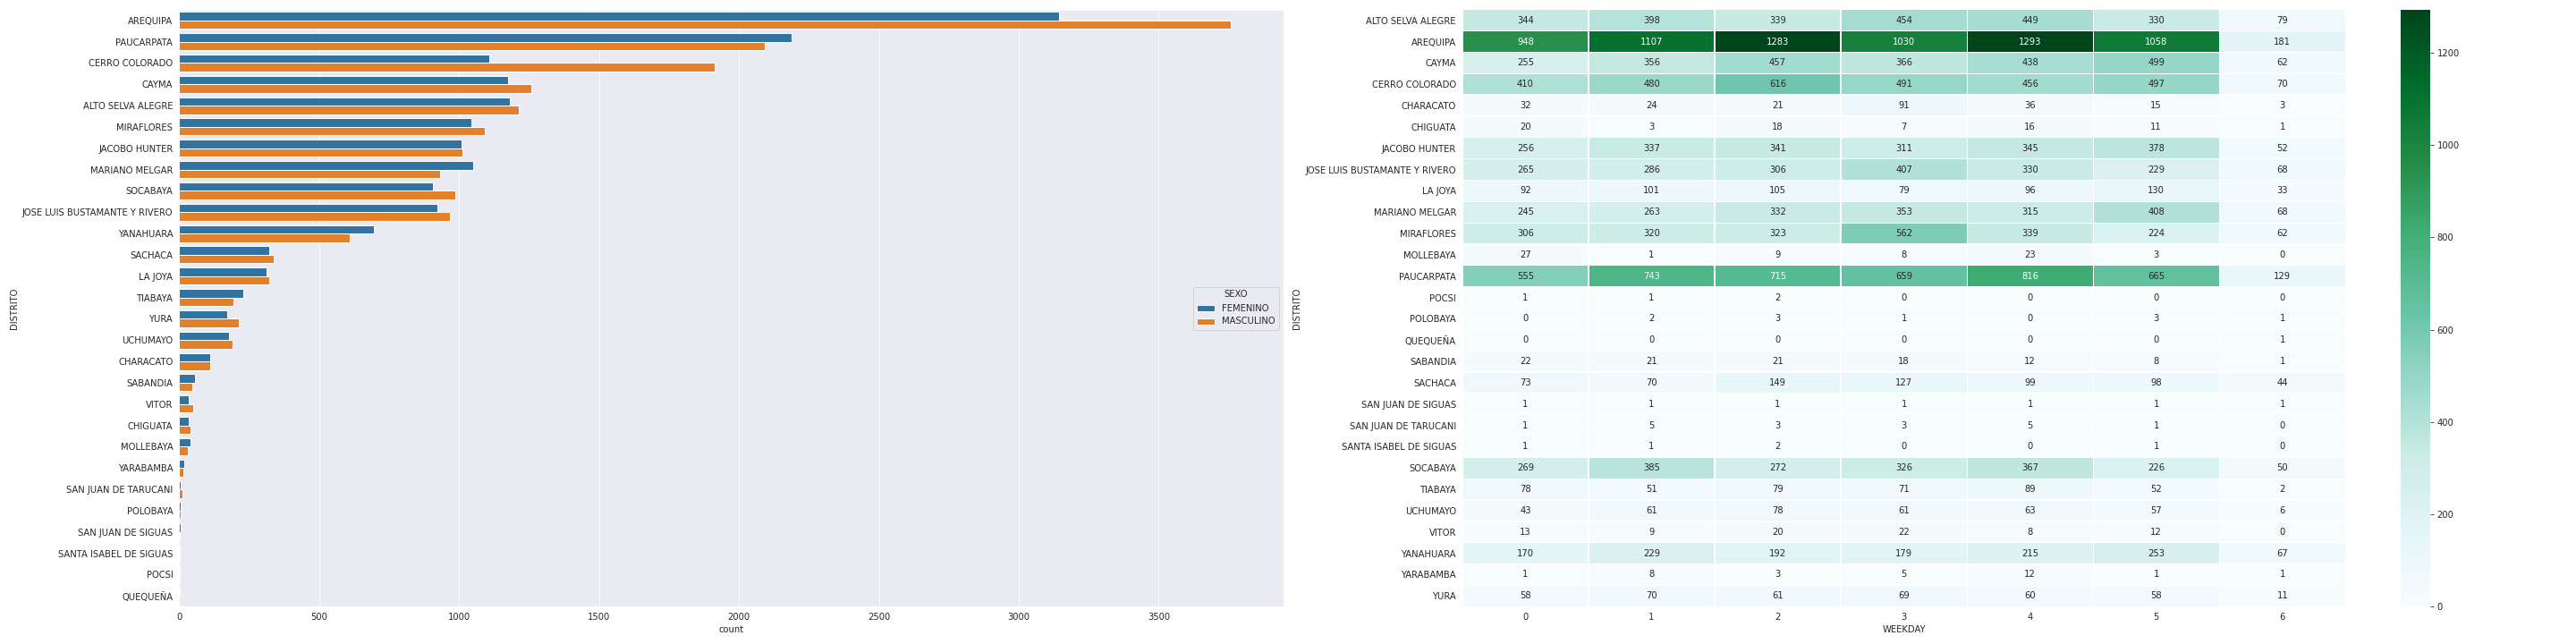 AREQUIPA
PAUCARPATA
CERRO COLORADO
CAYMA
ALTO SELVA ALEGRE
MIRAFLORES
JACOBO HUNTER
MARIANO MELGAR
SOCABAYA
JOSE LUIS BUSTAMANTE Y RIVERO
YANAHUARA
SACHACA
LA JOYA
TIABAYA
YURA
UCHUMAYO
CHARACATO
SABANDIA
VITOR
CHIGUATA
MOLLEBAYA
YARABAMBA
SAN JUAN DE TARUCANI
POLOBAYA
SAN JUAN DE SIGUAS
SANTA ISABEL DE SIGUAS
POCSI
QUEQUEÑA
DISTRITO
0 500 1000 1500 2000 2500 3000 3500
count
SEXO
FEMENINO
MASCULINO
DISTRITO
ALTO SELVA ALEGRE 344 398 339 454 449 330 79
AREQUIPA 948 1107 1283 1030 1293 1058 181
CAYMA 255 356 457 366 438 499 62
CERRO COLORADO 410 480 616 491 456 497 70
CHARACATO 32 24 21 91 36 15 3
CHIGUATA 20 3 18 7 16 11 1
JACOBO HUNTER 256 337 341 311 345 378 52
JOSE LUIS BUSTAMANTE Y RIVERO 265 286 306 407 330 229 68
LA JOYA 92 101 105 79 96 130 33
MARIANO MELGAR 245 263 332 353 315 408 68
MIRAFLORES 306 320 323 562 339 224 62
MOLLEBAYA 27 1 9 8 23 3 0
PAUCARPATA 555 743 715 659 816 665 129
POCSI 1 1 2 0 0 0 0
POLOBAYA 0 2 3 1 0 3 1
QUEQUEÑA 0 0 0 0 0 0 1
SABANDIA 22 21 21 18 12 8 1
SACHACA 73 70 149 127 99 98 44
SAN JUAN DE SIGUAS 1 1 1 1 1 1 1
SAN JUAN DE TARUCANI 1 5 3 3 5 1 0
SANTA ISABEL DE SIGUAS 1 1 2 0 0 1 0
SOCABAYA 269 385 272 326 367 226 50
TIABAYA 78 51 79 71 89 52 2
UCHUMAYO 43 61 78 61 63 57 6
VITOR 13 9 20 22 8 12 0
YANAHUARA 170 229 192 179 215 253 67
YARABAMBA 1 8 3 5 12 1 1
YURA 58 70 61 69 60 58 11
0 1 2 3 4 5 6
WEEKDAY
1200
1000
800
600
400
200
0